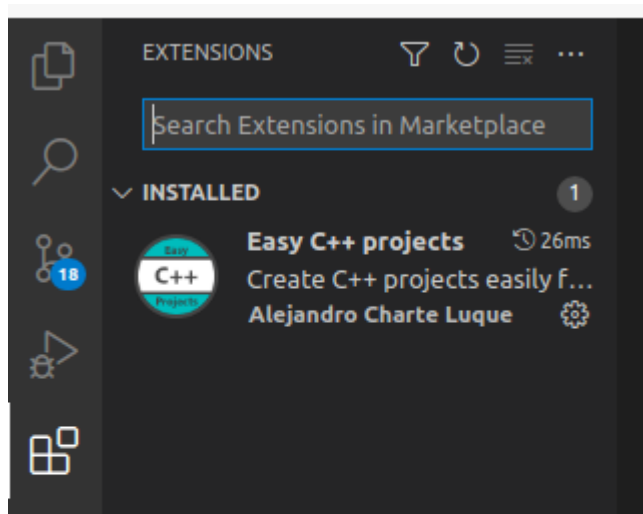 EXTENSIONS
Search Extensions in Marketplace
INSTALLED 1
Easy C++ projects 26ms
Easy
C++
Projects
Create C++ projects easily f...
Alejandro Charte Luque
18